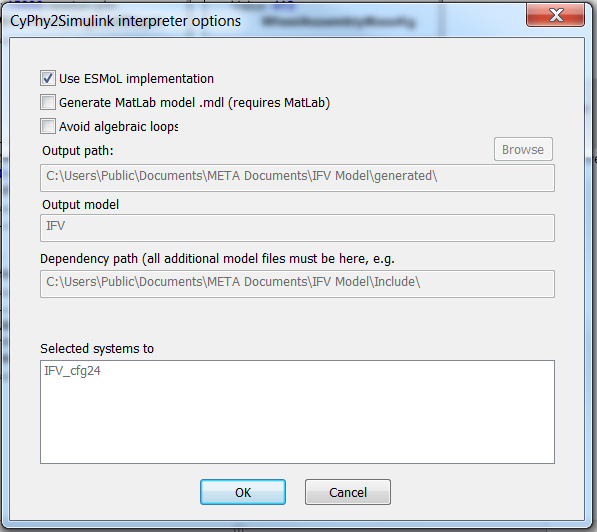 CyPhy2Simulink interpreter options
Use ESMoL implementation
Generate MatLab model .mdl (requires MatLab)
Avoid algebraic loops
Output path:
Browse
C:\Users\Public\Documents\META Documents\IFV Model\generated\
Output model
IFV
Dependency path (all additional model files must be here, e.g.
C:\Users\Public\Documents\META Documents\IFV Model\Include\
Selected systems to
IFV_cfg24
OK
Cancel